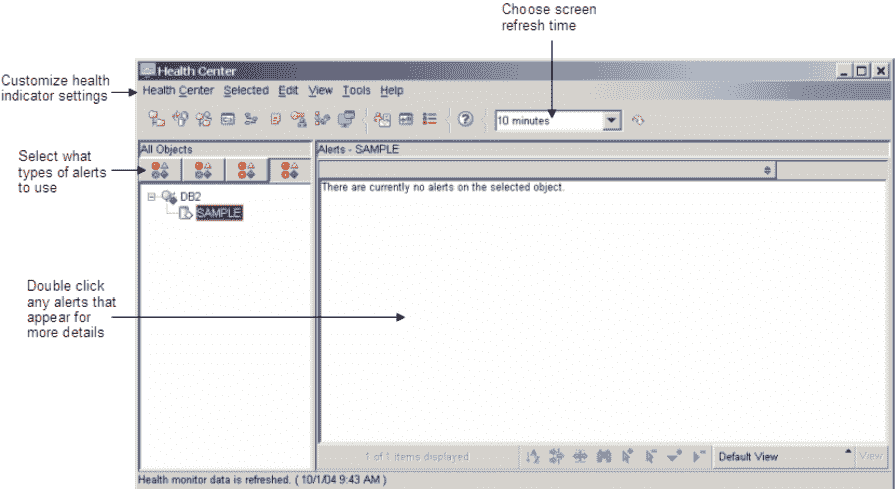 Choose screen
refresh time
Customize health
indicator settings
Select what
types of alerts
to use
Double click
any alerts that
appear for
more details
Health Center
Health Center Selected Edit View Tools Help
10 minutes
All Objects
Alerts - SAMPLE
There are currently no alerts on the selected object.
DB2
SAMPLE
1 of 1 items displayed
Default View
View
Health monitor data is refreshed. ( 10/1/04 9:43 AM )